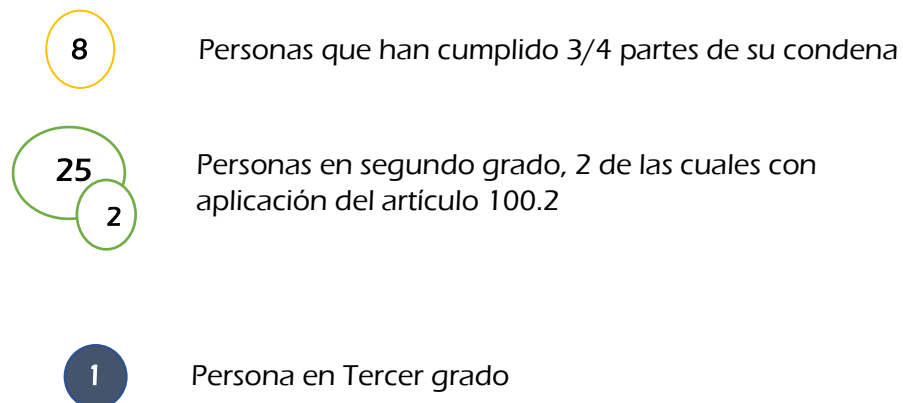 8 Personas que han cumplido 3/4 partes de su condena
25 Personas en segundo grado, 2 de las cuales con
2 aplicación del artículo 100.2
1 Persona en Tercer grado